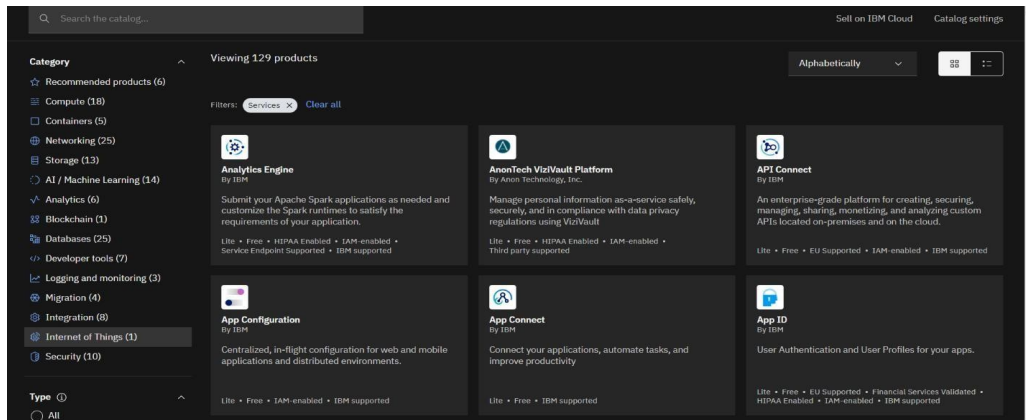 Search the catalog...
Sell on IBM Cloud
Catalog settings
Category
Recommended products (6)
Compute (18)
Containers (5)
Networking (25)
Storage (13)
AI / Machine Learning (14)
Analytics (6)
Blockchain (1)
Databases (25)
Developer tools (7)
Logging and monitoring (3)
Migration (4)
Integration (8)
Internet of Things (1)
Security (10)
Type
All
Viewing 129 products
Alphabetically
Filters: Services × Clear all
Analytics Engine
By IBM
Submit your Apache Spark applications as needed and
customize the Spark runtimes to satisfy the
requirements of your application.
Lite • Free • HIPAA Enabled • IAM-enabled •
Service Endpoint Supported • IBM supported
AnonTech ViziVault Platform
By Anon Technology, Inc.
Manage personal information as-a-service safely,
securely, and in compliance with data privacy
regulations using ViziVault
Lite • Free • HIPAA Enabled • IAM-enabled •
Third party supported
API Connect
By IBM
An enterprise-grade platform for creating, securing,
managing, sharing, monetizing, and analyzing custom
APIs located on-premises and on the cloud.
Lite • Free • EU Supported • IAM-enabled • IBM supported
App Configuration
By IBM
Centralized, in-flight configuration for web and mobile
applications and distributed environments.
Lite • Free • IAM-enabled • IBM supported
App Connect
By IBM
Connect your applications, automate tasks, and
improve productivity
Lite • Free • IBM supported
App ID
By IBM
User Authentication and User Profiles for your apps.
Lite • Free • EU Supported • Financial Services Validated •
HIPAA Enabled • IAM-enabled • IBM supported